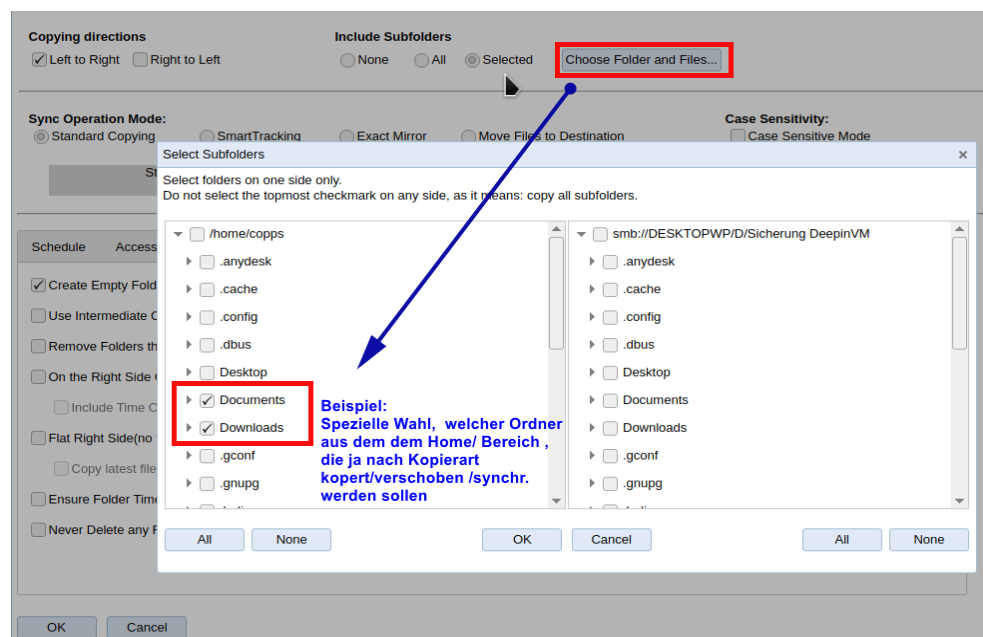 Copying directions
Include Subfolders
Left to Right Right to Left
None All Selected
Choose Folder and Files...
Sync Operation Mode:
Case Sensitivity:
Standard Copying SmartTracking Exact Mirror Move Files to Destination
Case Sensitive Mode
Select Subfolders
Select folders on one side only.
Do not select the topmost checkmark on any side, as it means: copy all subfolders.
Schedule Access
Create Empty Fold
Use Intermediate
Remove Folders th
On the Right Side
Include Time
Flat Right Side(no
Copy latest file
Ensure Folder Time
Never Delete any
/home/copps
.anydesk
.cache
.config
.dbus
Desktop
Documents
Downloads
.gconf
.gnupg
Beispiel:
Spezielle Wahl, welcher Ordner
aus dem dem Home/ Bereich ,
die ja nach Kopierart
kopert/verschoben /synchr.
werden sollen
smb://DESKTOPWP/D/Sicherung DeepinVM
.anydesk
.cache
.config
.dbus
Desktop
Documents
Downloads
.gconf
.gnupg
All None OK Cancel All None
OK Cancel